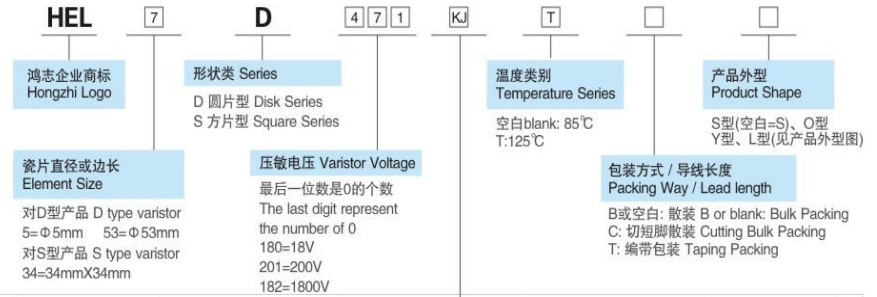 HEL 7 D 4 7 1 KJ T
鸿志企业商标
Hongzhi Logo
形状类 Series
D 圆片型 Disk Series
S 方片型 Square Series
温度类别
Temperature Series
空白blank: 85℃
T:125℃
产品外型
Product Shape
S型(空白=S)、O型
Y型、L型(见产品外型图)
瓷片直径或边长
Element Size
对D型产品 D type varistor
5=Φ5mm 53=Φ53mm
对S型产品 S type varistor
34=34mmX34mm
压敏电压 Varistor Voltage
最后一位数是0的个数
The last digit represent
the number of 0
180=18V
201=200V
182=1800V
包装方式 / 导线长度
Packing Way / Lead length
B或空白: 散装 B or blank: Bulk Packing
C: 切短脚散装 Cutting Bulk Packing
T: 编带包装 Taping Packing